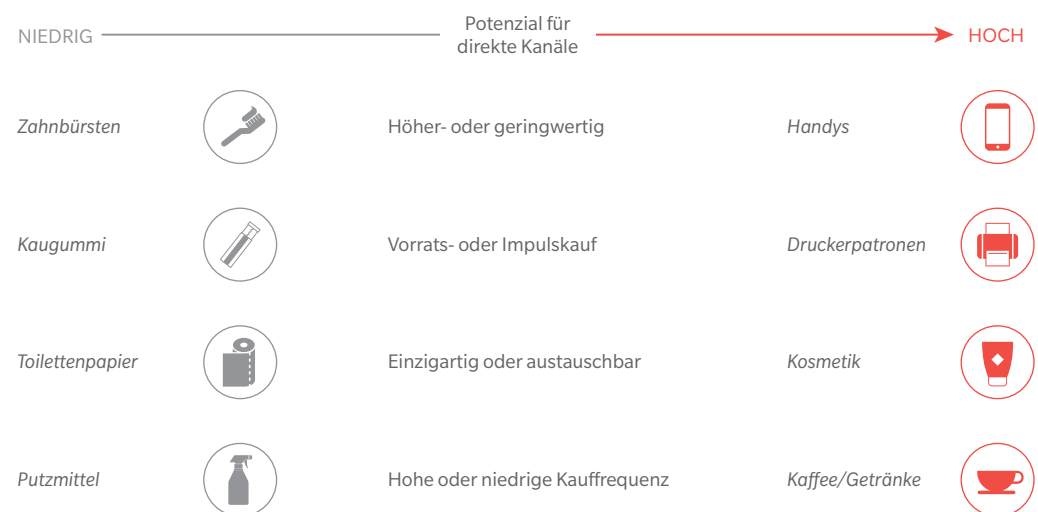 NIEDRIG
Potenzial für
direkte Kanäle
HOCH
Zahnbürsten
Höher- oder geringwertig
Handys
Kaugummi
Vorrats- oder Impulskauf
Druckerpatronen
Toilettenpapier
Einzigartig oder austauschbar
Kosmetik
Putzmittel
Hohe oder niedrige Kauffrequenz
Kaffee/Getränke